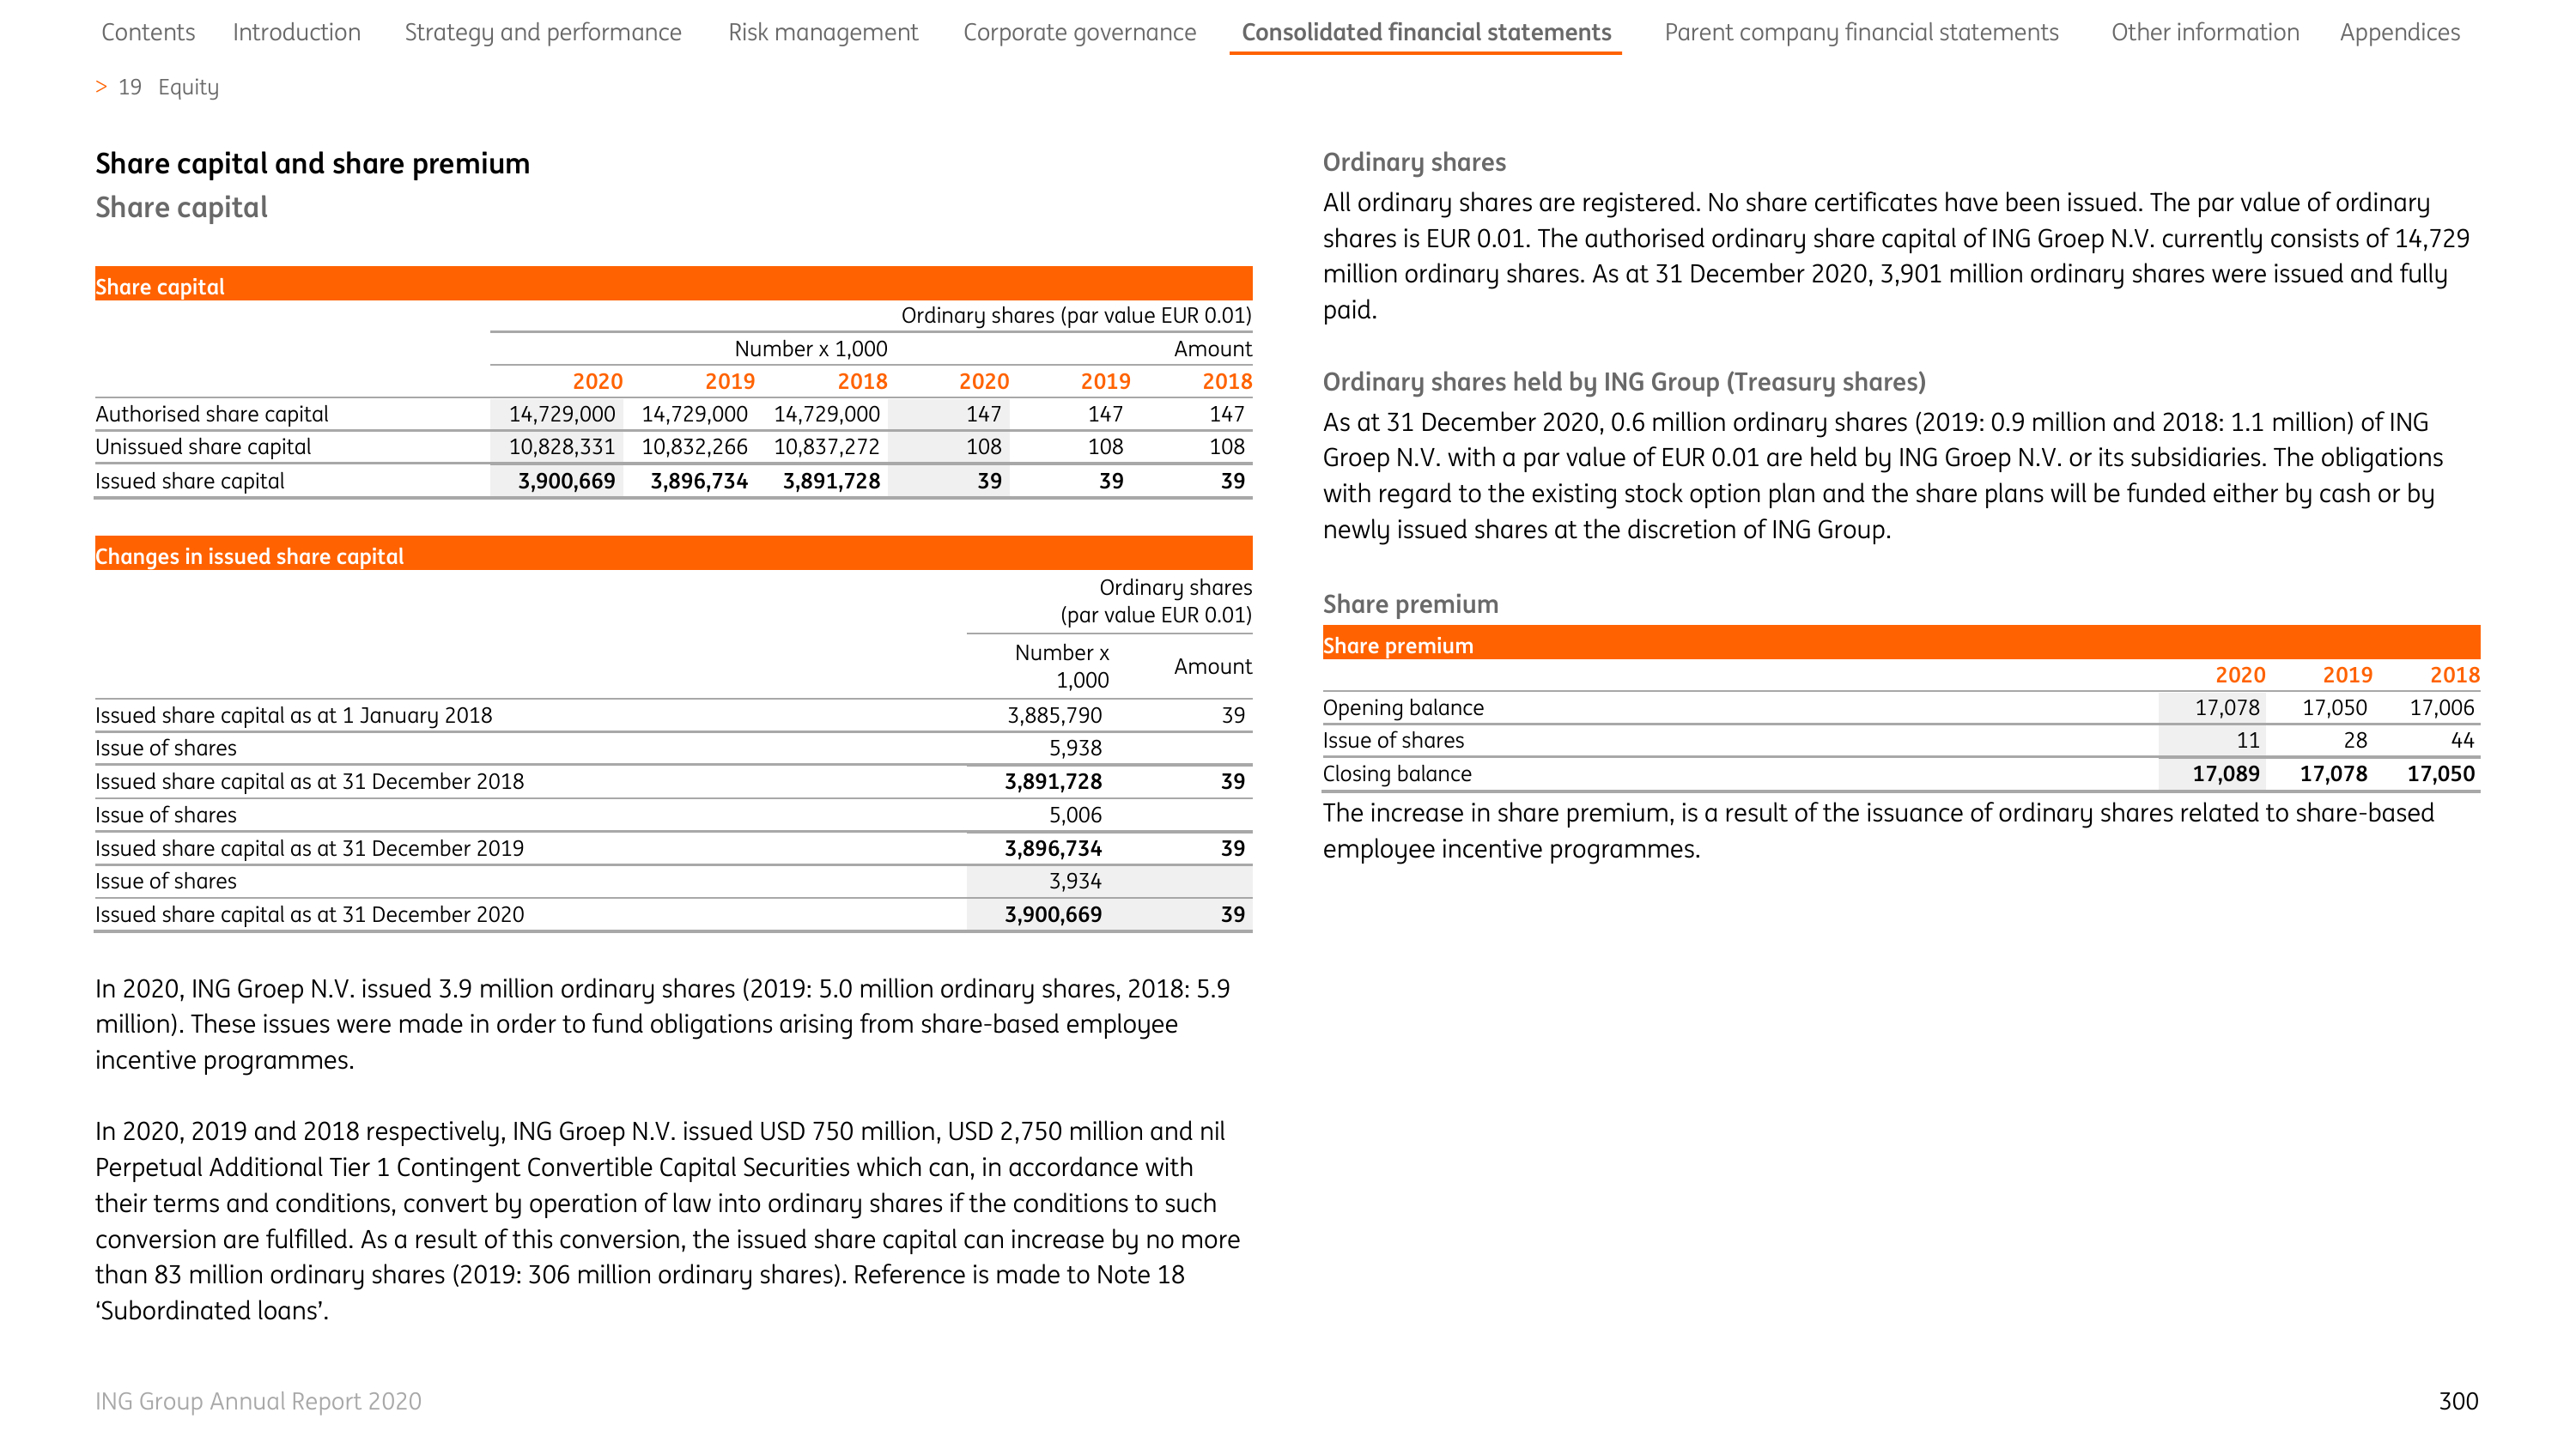 Contents Introduction Strategy and performance Risk management Corporate governance Consolidated financial statements Parent company financial statements Other information Appendices
> 19 Equity
Share capital and share premium
Share capital
Share capital
Ordinary shares (par value EUR 0.01)
Number x 1,000 Amount
2020 2019 2018 2020 2019 2018
Authorised share capital 14,729,000 14,729,000 14,729,000 147 147 147
Unissued share capital 10,828,331 10,832,266 10,837,272 108 108 108
Issued share capital 3,900,669 3,896,734 3,891,728 39 39 39
Changes in issued share capital
Ordinary shares
(par value EUR 0.01)
Number x
1,000
Amount
Issued share capital as at 1 January 2018 3,885,790 39
Issue of shares 5,938
Issued share capital as at 31 December 2018 3,891,728 39
Issue of shares 5,006
Issued share capital as at 31 December 2019 3,896,734 39
Issue of shares 3,934
Issued share capital as at 31 December 2020 3,900,669 39
In 2020, ING Groep N.V. issued 3.9 million ordinary shares (2019: 5.0 million ordinary shares, 2018: 5.9
million). These issues were made in order to fund obligations arising from share-based employee
incentive programmes.
In 2020, 2019 and 2018 respectively, ING Groep N.V. issued USD 750 million, USD 2,750 million and nil
Perpetual Additional Tier 1 Contingent Convertible Capital Securities which can, in accordance with
their terms and conditions, convert by operation of law into ordinary shares if the conditions to such
conversion are fulfilled. As a result of this conversion, the issued share capital can increase by no more
than 83 million ordinary shares (2019: 306 million ordinary shares). Reference is made to Note 18
‘Subordinated loans’.
Ordinary shares
All ordinary shares are registered. No share certificates have been issued. The par value of ordinary
shares is EUR 0.01. The authorised ordinary share capital of ING Groep N.V. currently consists of 14,729
million ordinary shares. As at 31 December 2020, 3,901 million ordinary shares were issued and fully
paid.
Ordinary shares held by ING Group (Treasury shares)
As at 31 December 2020, 0.6 million ordinary shares (2019: 0.9 million and 2018: 1.1 million) of ING
Groep N.V. with a par value of EUR 0.01 are held by ING Groep N.V. or its subsidiaries. The obligations
with regard to the existing stock option plan and the share plans will be funded either by cash or by
newly issued shares at the discretion of ING Group.
Share premium
Share premium
2020 2019 2018
Opening balance 17,078 17,050 17,006
Issue of shares 11 28 44
Closing balance 17,089 17,078 17,050
The increase in share premium, is a result of the issuance of ordinary shares related to share-based
employee incentive programmes.
ING Group Annual Report 2020 300